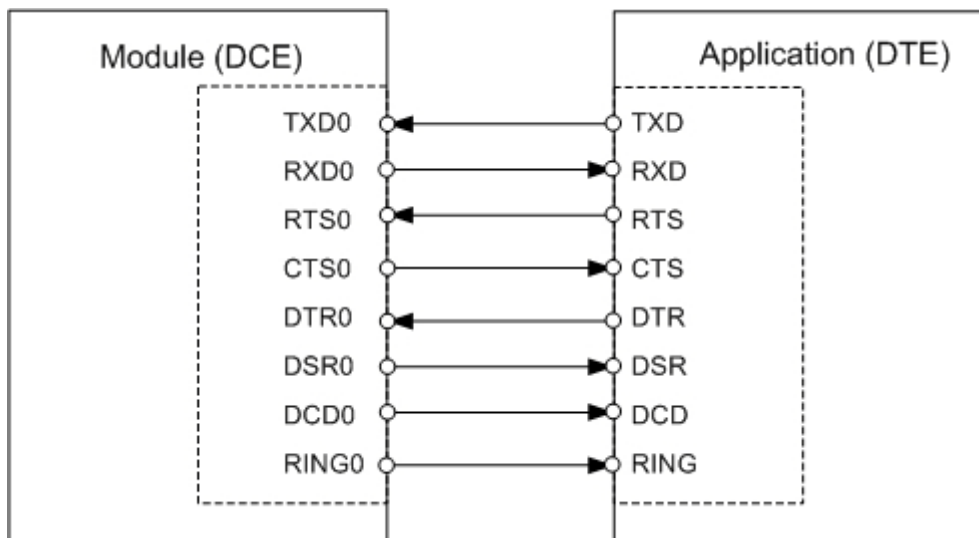 Module (DCE)
Application (DTE)
TXD0
TXD
RXD0
RXD
RTS0
RTS
CTS0
CTS
DTR0
DTR
DSR0
DSR
DCD0
DCD
RING0
RING